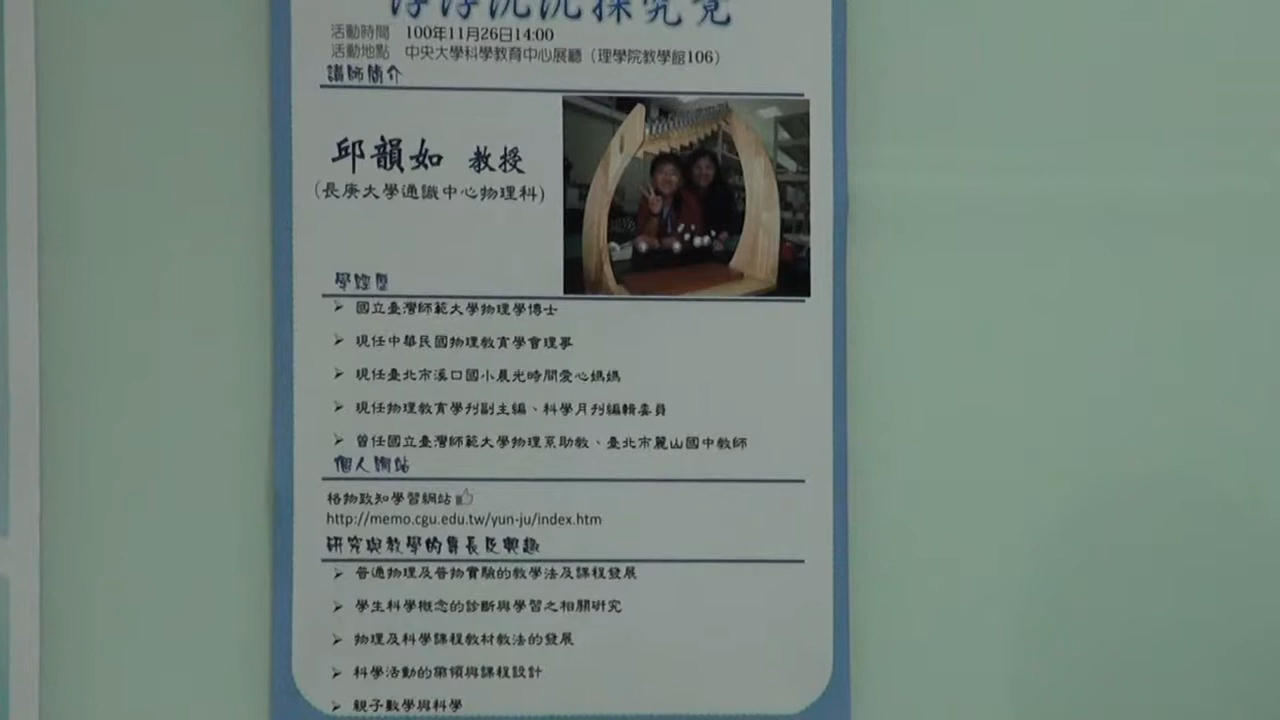 浮浮沉沉探究竟
活動時間 100年11月26日14:00
活動地點 中央大學科學教育中心展廳（理學院教學館106）
講師簡介
邱韻如 教授
(長庚大學通識中心物理科)
學經歷
國立臺灣師範大學物理學博士
現任中華民國物理教育學會理事
現任臺北市溪口國小晨光時間愛心媽媽
現任物理教育學刊副主編、科學月刊編輯委員
曾任國立臺灣師範大學物理系助教、臺北市麗山國中教師
個人網站
格物致知學習網站
http://memo.cgu.edu.tw/yun-ju/index.htm
研究與教學的專長及興趣
普通物理及普物實驗的教學法及課程發展
學生科學概念的診斷與學習之相關研究
物理及科學課程教材教法的發展
科學活動的帶領與課程設計
親子數學與科學